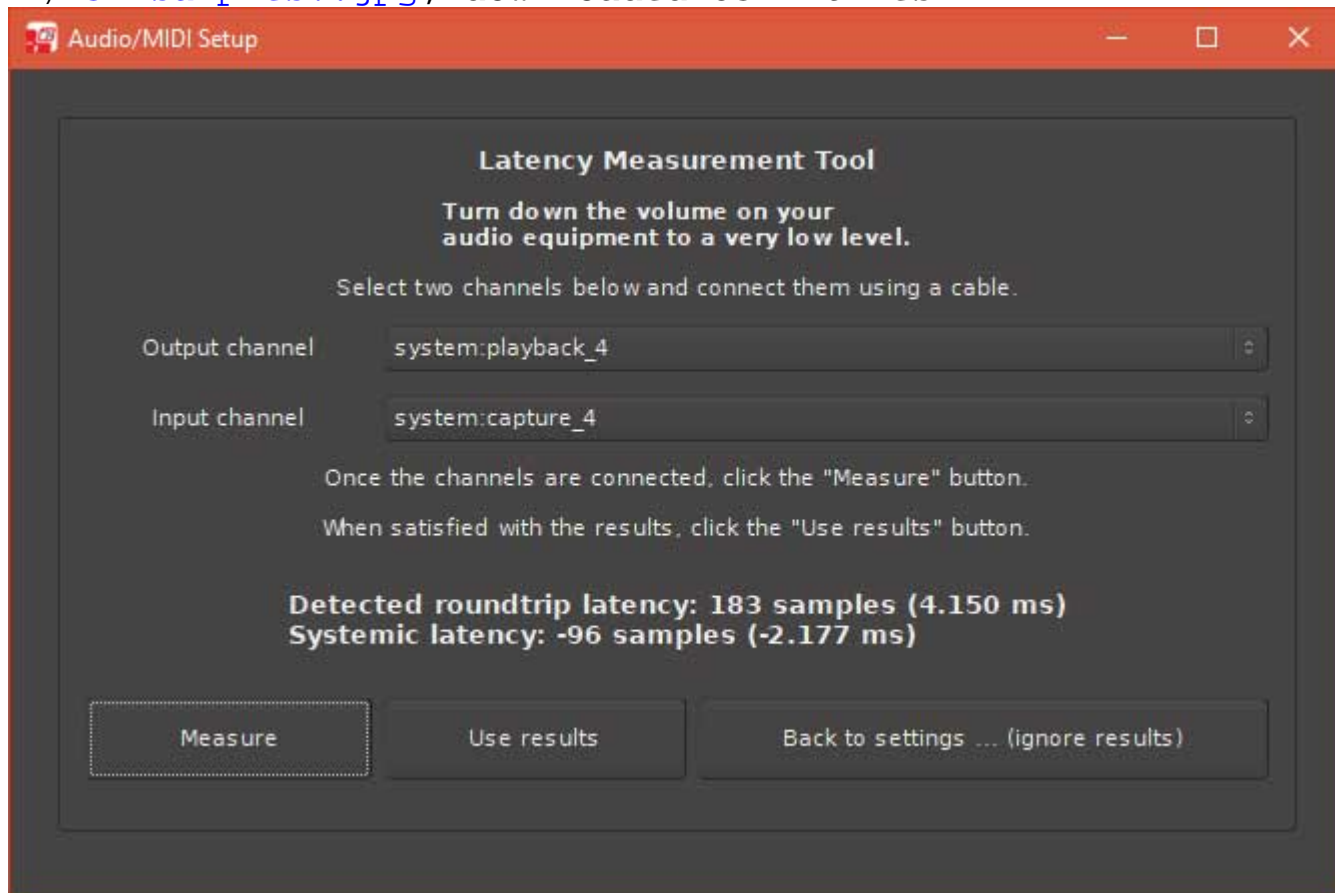 Audio/MIDI Setup
Latency Measurement Tool
Turn down the volume on your
audio equipment to a very low level.
Select two channels below and connect them using a cable.
Output channel system:playback_4
Input channel system:capture_4
Once the channels are connected, click the "Measure" button.
When satisfied with the results, click the "Use results" button.
Detected roundtrip latency: 183 samples (4.150 ms)
Systemic latency: -96 samples (-2.177 ms)
Measure Use results Back to settings ... (ignore results)